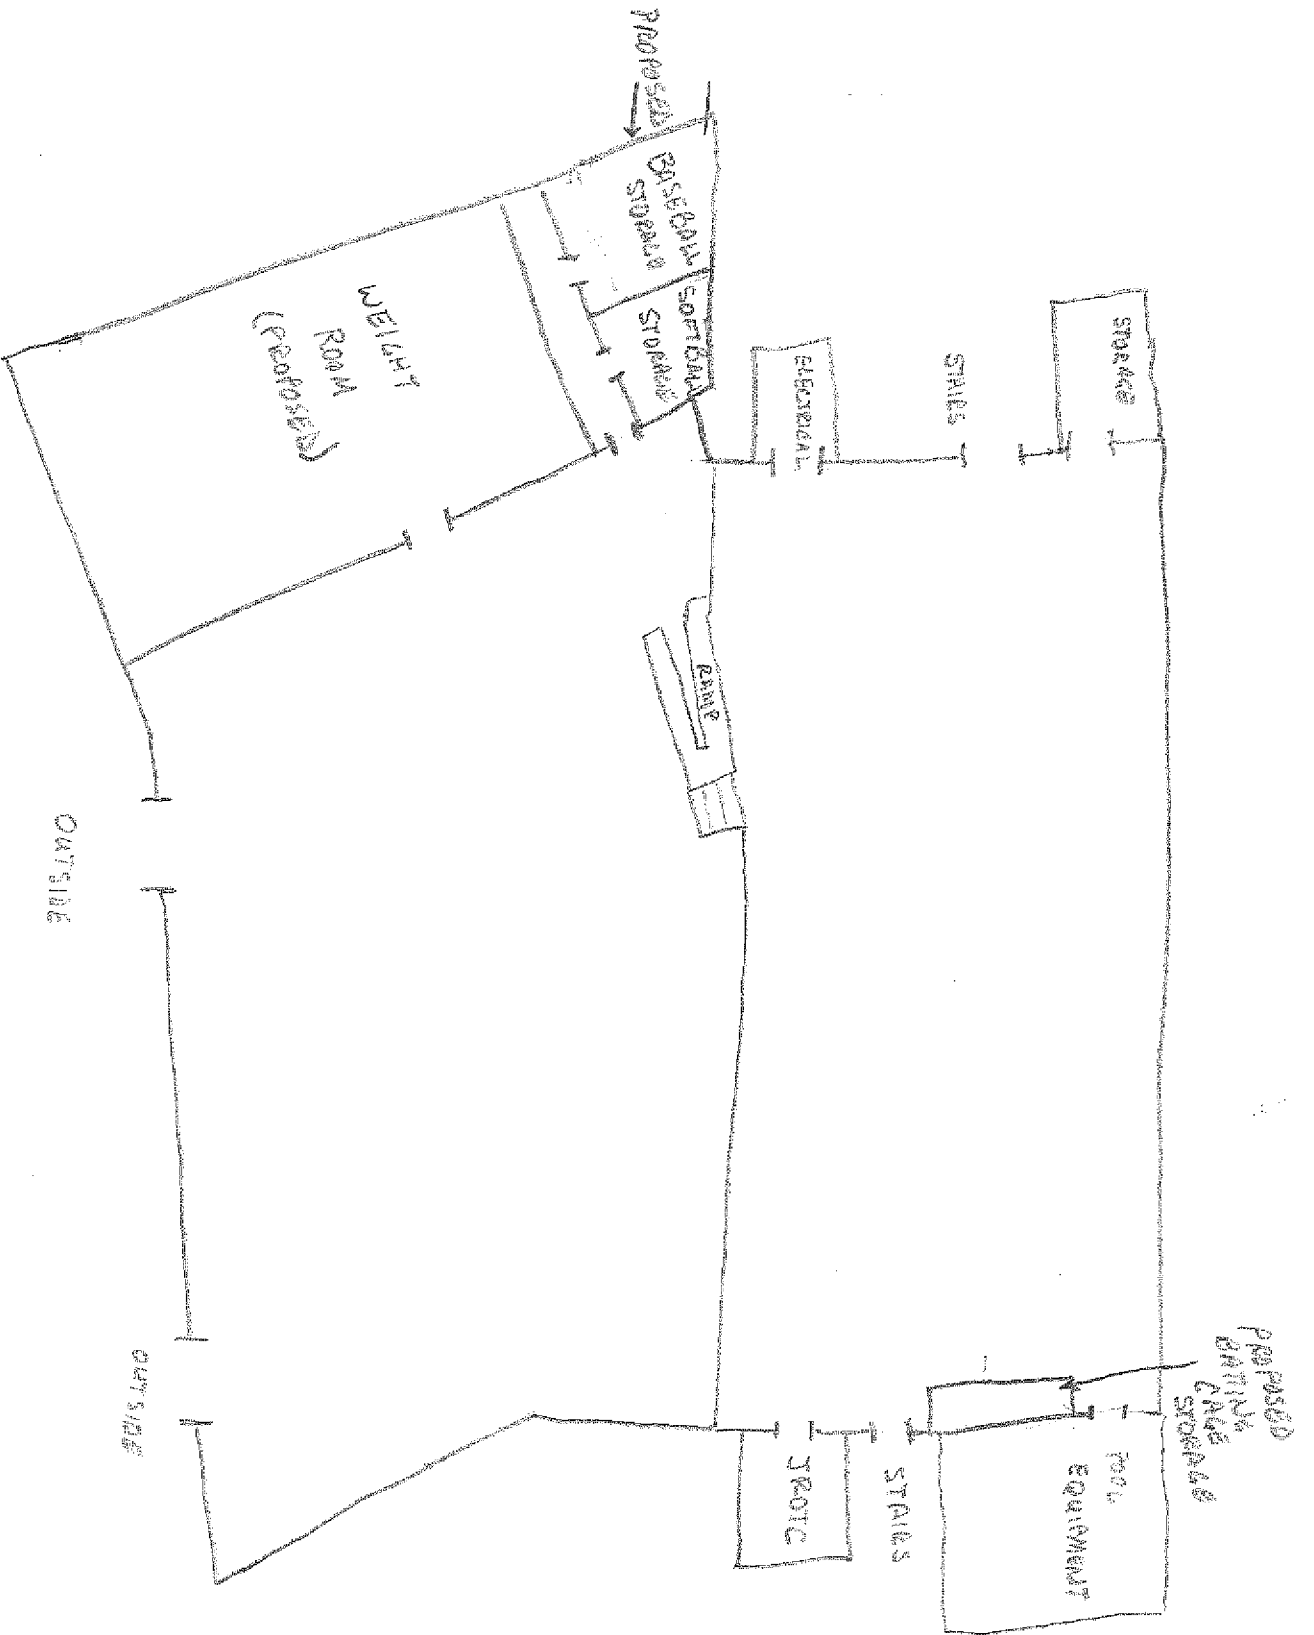 PROPOSED
BATTING
CAGE
STORAGE
STORAGE
POOL
EQUIPMENT
STAIRS
STAIRS
ELECTRICAL
JROTC
RAMP
BASEBALL
STORAGE
SOFTBALL
STORAGE
PROPOSED
WEIGHT
ROOM
(PROPOSED)
OUTSIDE
OUTSIDE